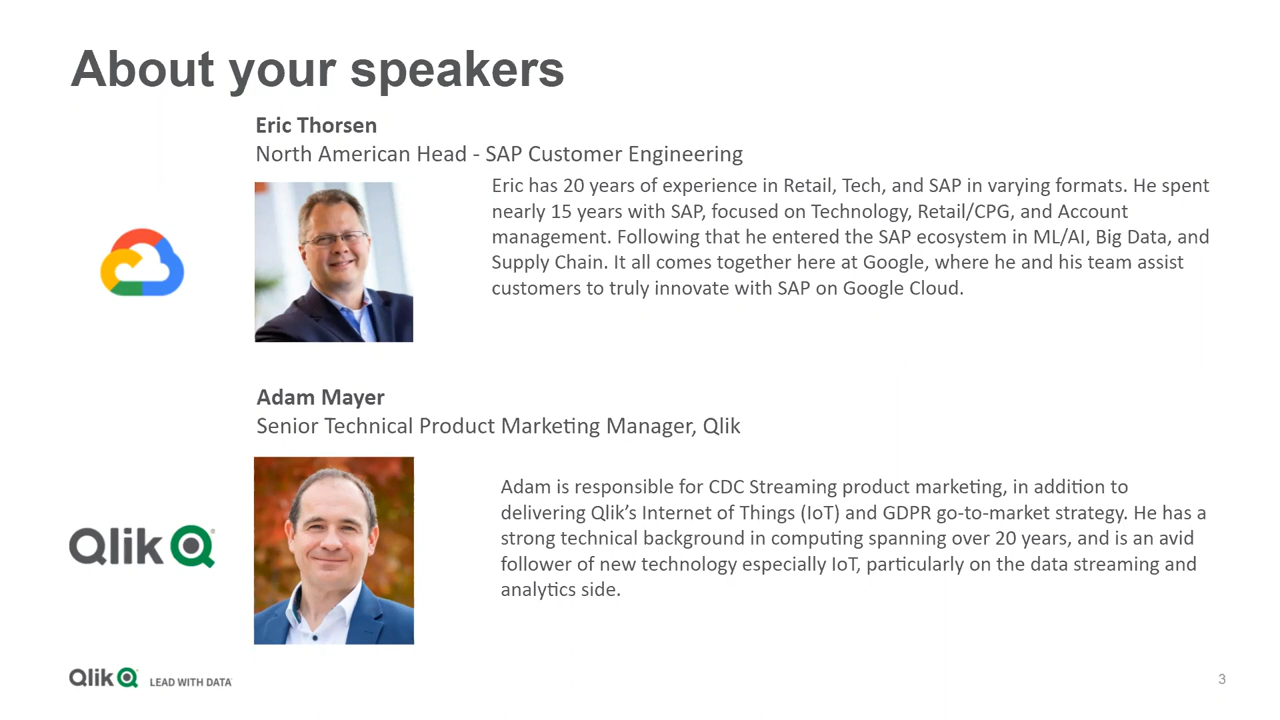 About your speakers
Eric Thorsen
North American Head - SAP Customer Engineering
Eric has 20 years of experience in Retail, Tech, and SAP in varying formats. He spent
nearly 15 years with SAP, focused on Technology, Retail/CPG, and Account
management. Following that he entered the SAP ecosystem in ML/AI, Big Data, and
Supply Chain. It all comes together here at Google, where he and his team assist
customers to truly innovate with SAP on Google Cloud.
Adam Mayer
Senior Technical Product Marketing Manager, Qlik
Adam is responsible for CDC Streaming product marketing, in addition to
delivering Qlik's Internet of Things (IoT) and GDPR go-to-market strategy. He has a
strong technical background in computing spanning over 20 years, and is an avid
follower of new technology especially IoT, particularly on the data streaming and
analytics side.
Qlik
Qlik LEAD WITH DATA
3